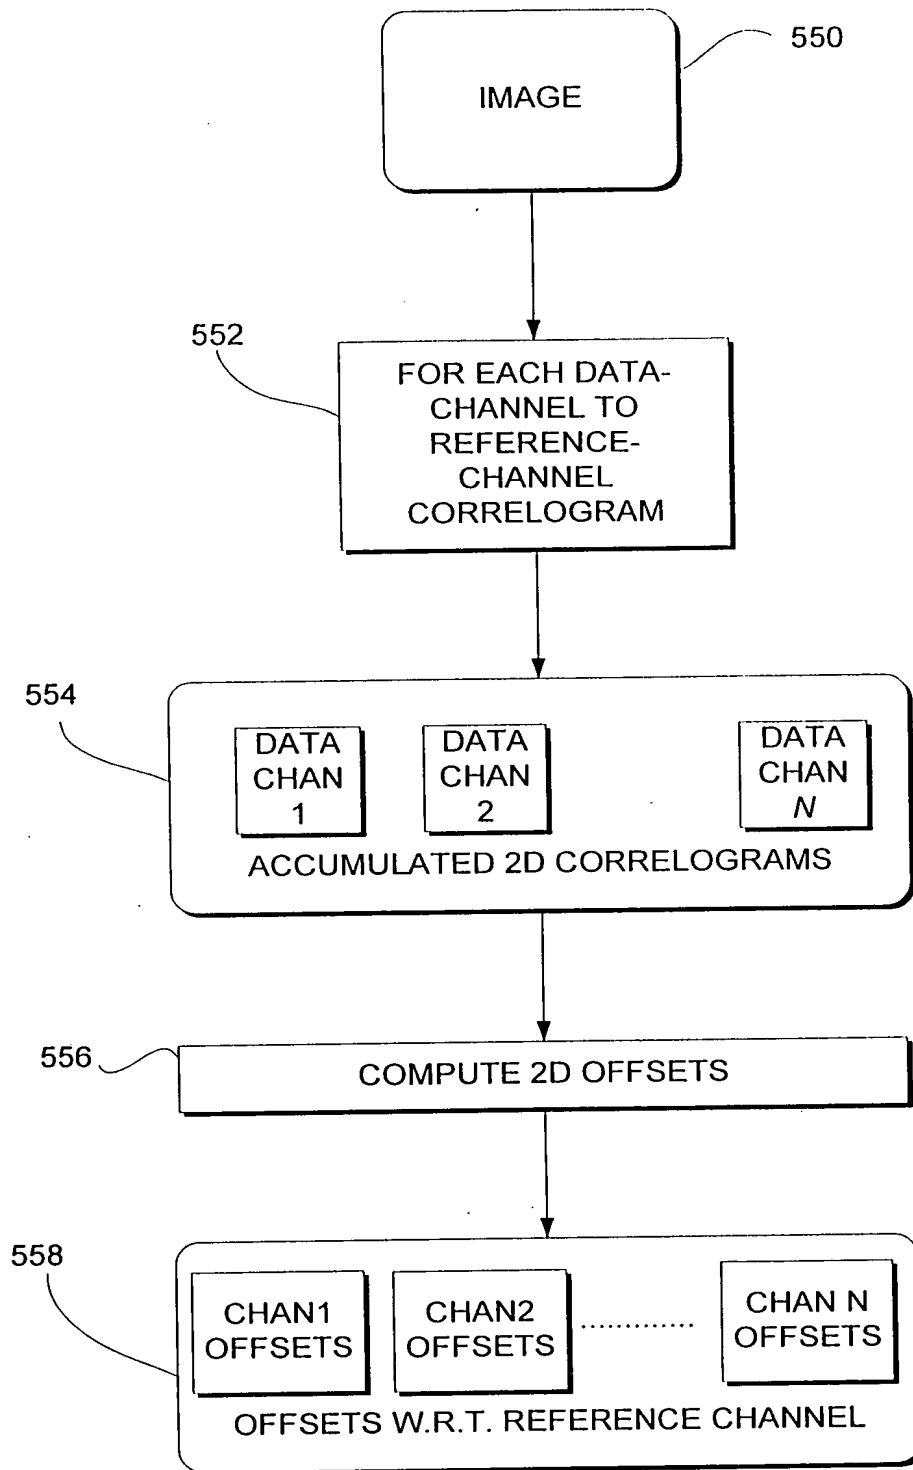 550
IMAGE
552
FOR EACH DATA-
CHANNEL TO
REFERENCE-
CHANNEL
CORRELOGRAM
554
DATA CHAN 1
DATA CHAN 2
DATA CHAN N
ACCUMULATED 2D CORRELOGRAMS
556
COMPUTE 2D OFFSETS
558
CHAN1 OFFSETS
CHAN2 OFFSETS
.............
CHAN N OFFSETS
OFFSETS W.R.T. REFERENCE CHANNEL